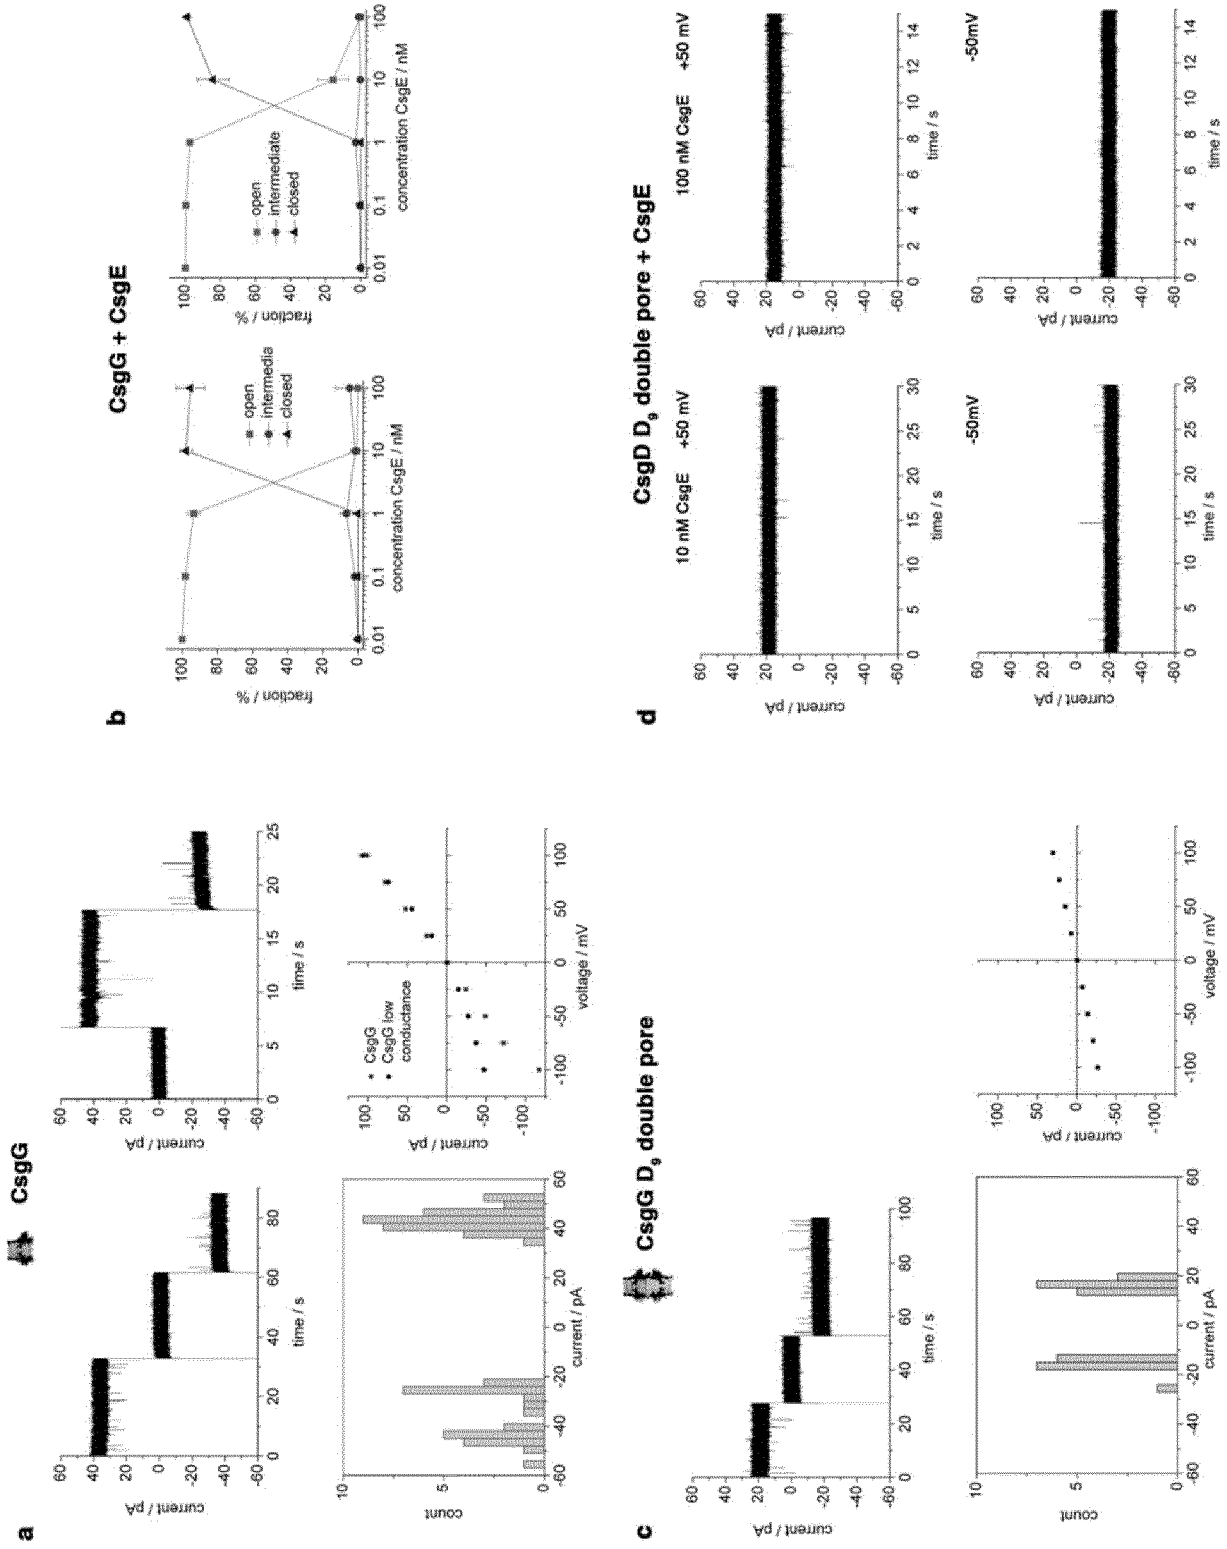 a
CsgG
current / pA
60
40
20
0
-20
-40
-60
0 20 40 60 80
time / s
current / pA
60
40
20
0
-20
-40
-60
0 5 10 15 20 25
time / s
count
10
5
0
-60 -40 -20 0 20 40 60
current / pA
current / pA
100
50
0
-50
-100
CsgG
CsgG low
conductance
-100 -50 0 50 100
voltage / mV
b
CsgG + CsgE
fraction / %
100
80
60
40
20
0
open
intermedia
closed
0.01 0.1 1 10 100
concentration CsgE / nM
fraction / %
100
80
60
40
20
0
open
intermediate
closed
0.01 0.1 1 10 100
concentration CsgE / nM
c
CsgG D9 double pore
current / pA
60
40
20
0
-20
-40
-60
0 20 40 60 80 100
time / s
count
10
5
0
-60 -40 -20 0 20 40 60
current / pA
current / pA
100
50
0
-50
-100
-100 -50 0 50 100
voltage / mV
d
CsgD D9 double pore + CsgE
10 nM CsgE +50 mV
current / pA
60
40
20
0
-20
-40
-60
0 5 10 15 20 25 30
time / s
100 nM CsgE +50 mV
current / pA
60
40
20
0
-20
-40
-60
0 2 4 6 8 10 12 14
time / s
-50mV
current / pA
60
40
20
0
-20
-40
-60
0 5 10 15 20 25 30
time / s
-50mV
current / pA
60
40
20
0
-20
-40
-60
0 2 4 6 8 10 12 14
time / s